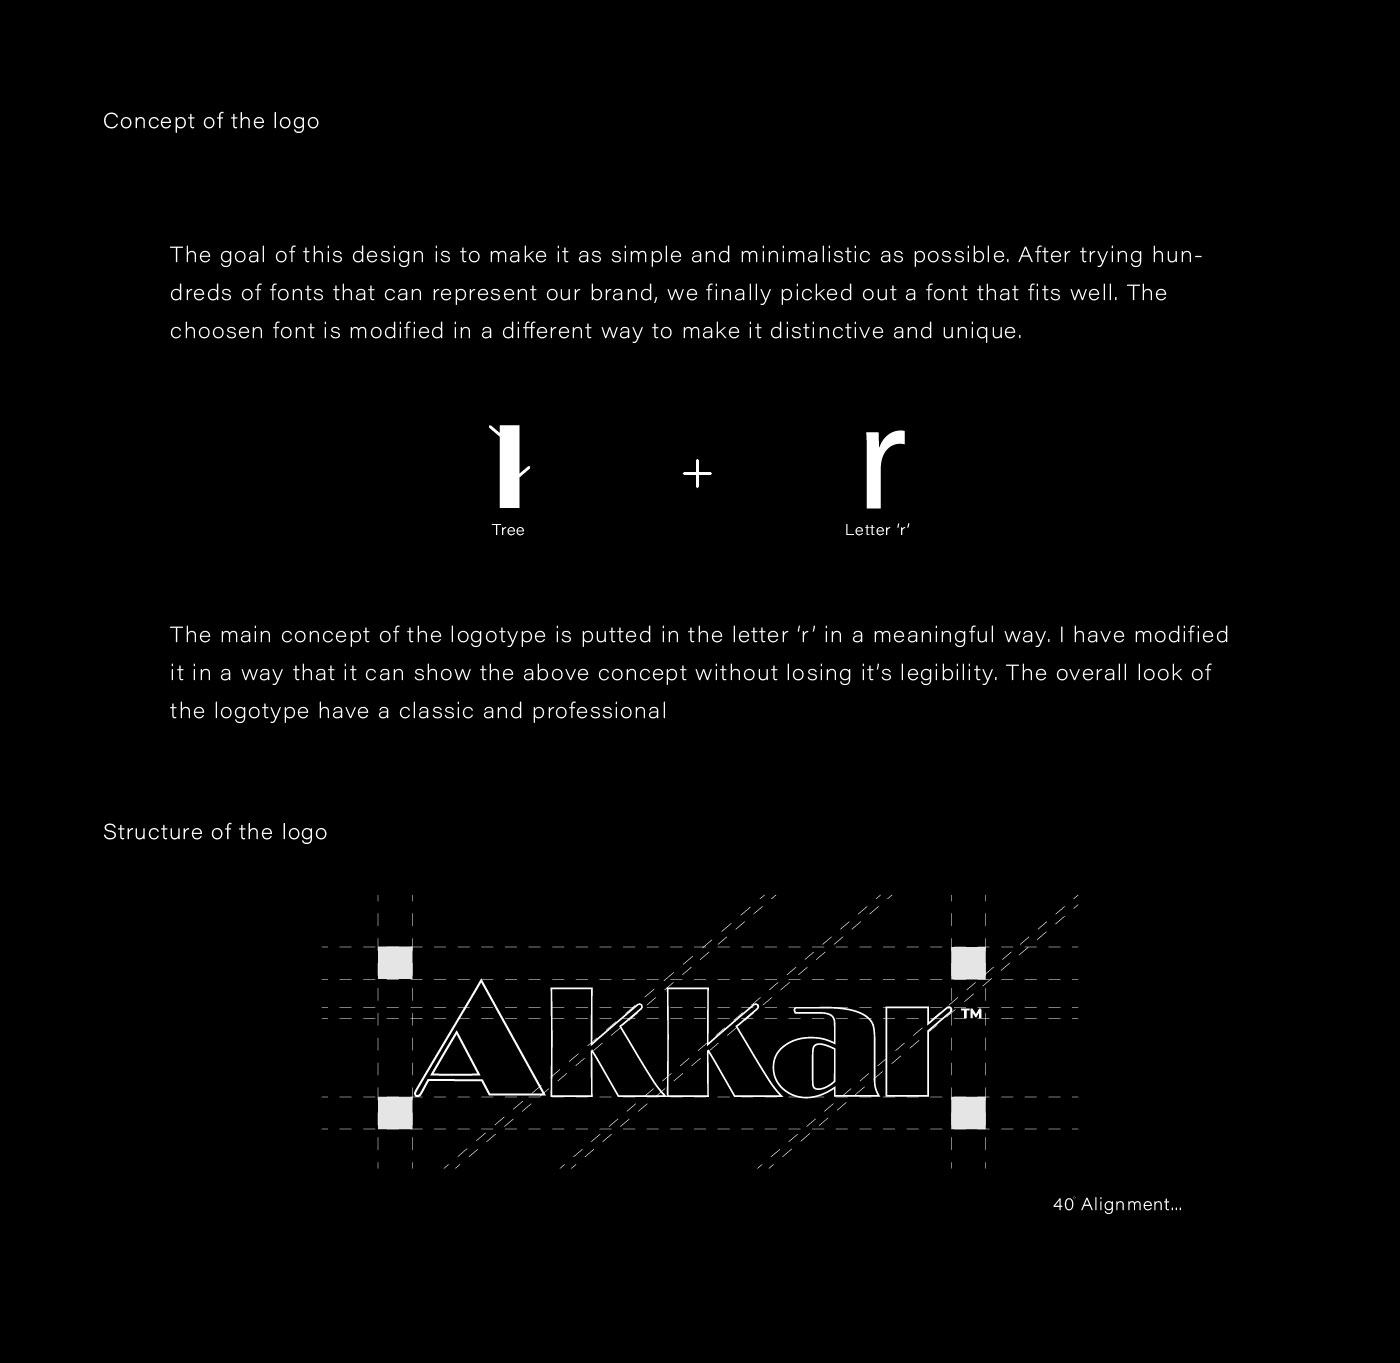 Concept of the logo
The goal of this design is to make it as simple and minimalistic as possible. After trying hun-
dreds of fonts that can represent our brand, we finally picked out a font that fits well. The
choosen font is modified in a different way to make it distinctive and unique.
+ r
Tree Letter ‘r’
The main concept of the logotype is putted in the letter ‘r’ in a meaningful way. I have modified
it in a way that it can show the above concept without losing it’s legibility. The overall look of
the logotype have a classic and professional
Structure of the logo
Akkar™
40° Alignment...